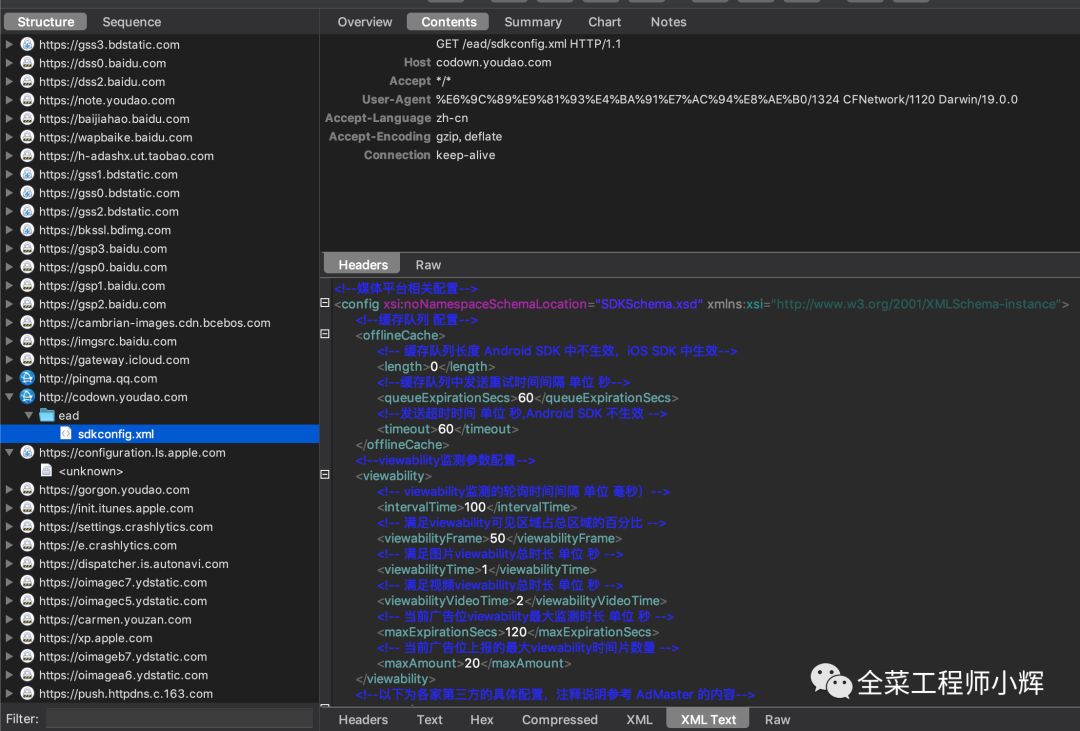 Structure Sequence
https://gss3.bdstatic.com
https://dss0.baidu.com
https://dss2.baidu.com
https://note.youdao.com
https://baijiahao.baidu.com
https://wapbaike.baidu.com
https://h-adashx.ut.taobao.com
https://gss1.bdstatic.com
https://gss0.bdstatic.com
https://gss2.bdstatic.com
https://bkssl.bdimg.com
https://gsp3.baidu.com
https://gsp0.baidu.com
https://gsp1.baidu.com
https://gsp2.baidu.com
https://cambrian-images.cdn.bcebos.com
https://imgsrc.baidu.com
https://gateway.icloud.com
http://pingma.qq.com
http://codown.youdao.com
ead
sdkconfig.xml
https://configuration.ls.apple.com
<unknown>
https://gorgon.youdao.com
https://init.itunes.apple.com
https://settings.crashlytics.com
https://e.crashlytics.com
https://dispatcher.is.autonavi.com
https://oimagec7.ydstatic.com
https://oimagec5.ydstatic.com
https://carmen.youzan.com
https://xp.apple.com
https://oimageb7.ydstatic.com
https://oimagea6.ydstatic.com
https://push.httpdns.c.163.com
Filter:
Overview Contents Summary Chart Notes
GET /ead/sdkconfig.xml HTTP/1.1
Host codown.youdao.com
Accept */*
User-Agent %E6%9C%89%E9%81%93%E4%BA%91%E7%AC%94%E8%AE%B0/1324 CFNetwork/1120 Darwin/19.0.0
Accept-Language zh-cn
Accept-Encoding gzip, deflate
Connection keep-alive
Headers Raw
<!--媒体平台相关配置-->
<config xsi:noNamespaceSchemaLocation="SDKSchema.xsd" xmlns:xsi="http://www.w3.org/2001/XMLSchema-instance">
<!--缓存队列 配置-->
<offlineCache>
<!-- 缓存队列长度 Android SDK 中不生效，iOS SDK 中生效-->
<length>0</length>
<!--缓存队列中发送重试时间间隔 单位 秒-->
<queueExpirationSecs>60</queueExpirationSecs>
<!--发送超时时间 单位 秒,Android SDK 不生效 -->
<timeout>60</timeout>
</offlineCache>
<!--viewability监测参数配置-->
<viewability>
<!-- viewability监测的轮询时间间隔 单位 毫秒）-->
<intervalTime>100</intervalTime>
<!-- 满足viewability可见区域占总区域的百分比 -->
<viewabilityFrame>50</viewabilityFrame>
<!-- 满足图片viewability总时长 单位 秒 -->
<viewabilityTime>1</viewabilityTime>
<!-- 满足视频viewability总时长 单位 秒 -->
<viewabilityVideoTime>2</viewabilityVideoTime>
<!-- 当前广告位viewability最大监测时长 单位 秒 -->
<maxExpirationSecs>120</maxExpirationSecs>
<!-- 当前广告位上报的最大viewability时间片数量 -->
<maxAmount>20</maxAmount>
</viewability>
<!--以下为各家第三方的具体配置，注释说明参考 AdMaster 的内容-->
全菜工程师小辉
Headers Text Hex Compressed XML XML Text Raw